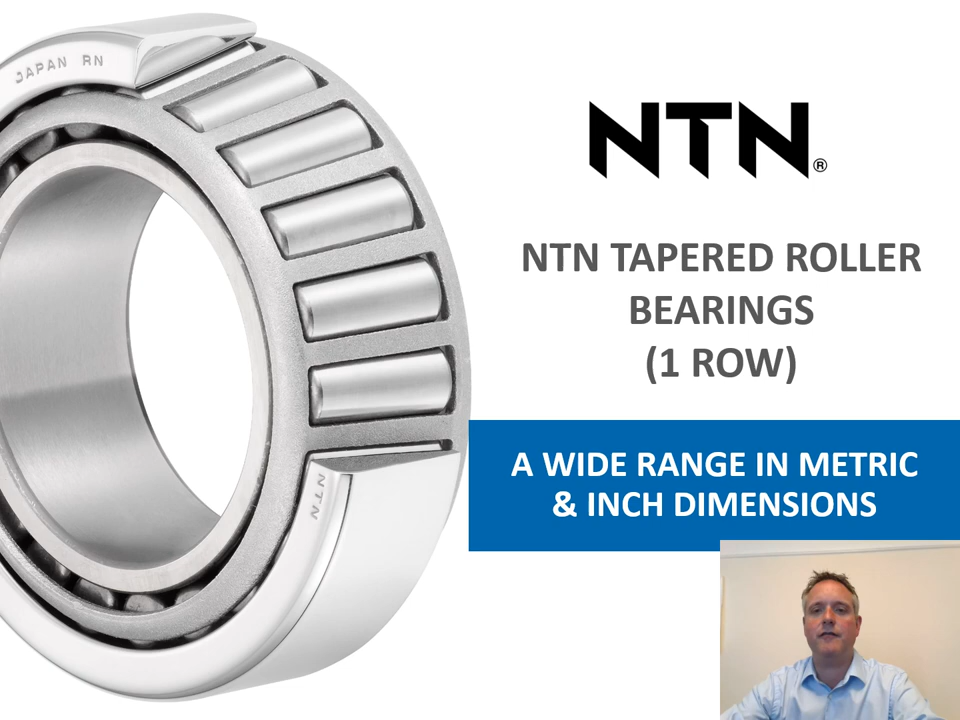 JAPAN RN
NTN®
NTN TAPERED ROLLER
BEARINGS
(1 ROW)
A WIDE RANGE IN METRIC
& INCH DIMENSIONS
NTN